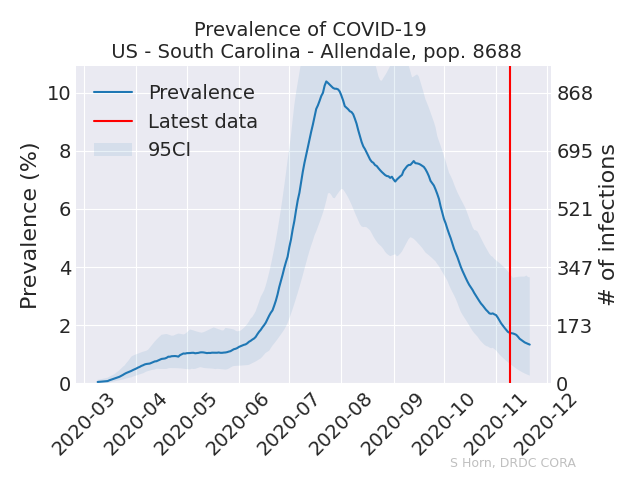 Prevalence of COVID-19
US - South Carolina - Allendale, pop. 8688
Prevalence
Latest data
95CI
Prevalence (%)
10
8
6
4
2
0
868
695
521
347
173
0
# of infections
2020-03
2020-04
2020-05
2020-06
2020-07
2020-08
2020-09
2020-10
2020-11
2020-12
S Horn, DRDC CORA